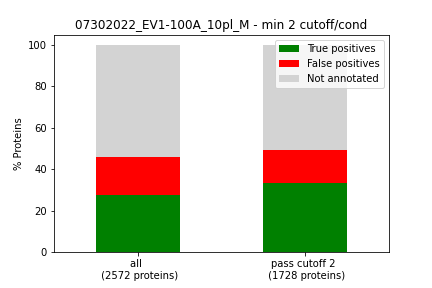 07302022_EV1-100A_10pl_M - min 2 cutoff/cond
100
80
60
40
20
0
% Proteins
True positives
False positives
Not annotated
all
(2572 proteins)
pass cutoff 2
(1728 proteins)